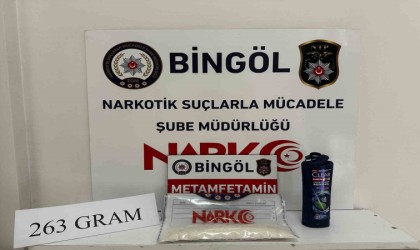 BİNGÖL
NARKOTİK SUÇLARLA MÜCADELE
ŞUBE MÜDÜRLÜĞÜ
NARKO
BİNGÖL
METAMFETAMİN
NARKO
263 GRAM
CLEAR